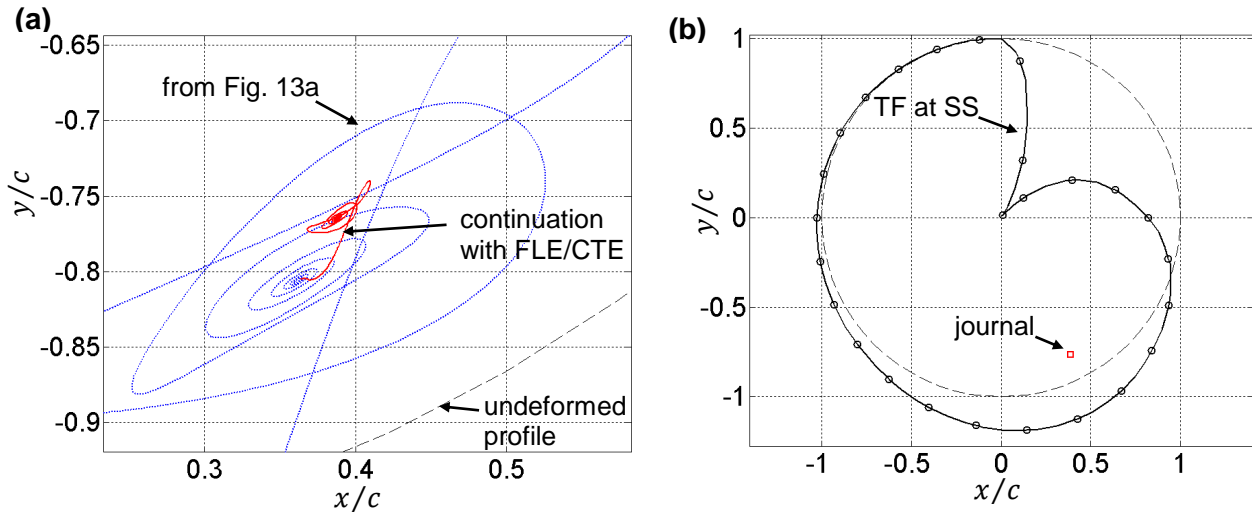 (a)
-0.65
-0.7
-0.75
-0.8
-0.85
-0.9
y/c
0.3
0.4
0.5
x/c
from Fig. 13a
continuation
with FLE/CTE
undeformed
profile
(b)
1
0.5
0
-0.5
-1
y/c
-1
-0.5
0
0.5
1
x/c
TF at SS
journal